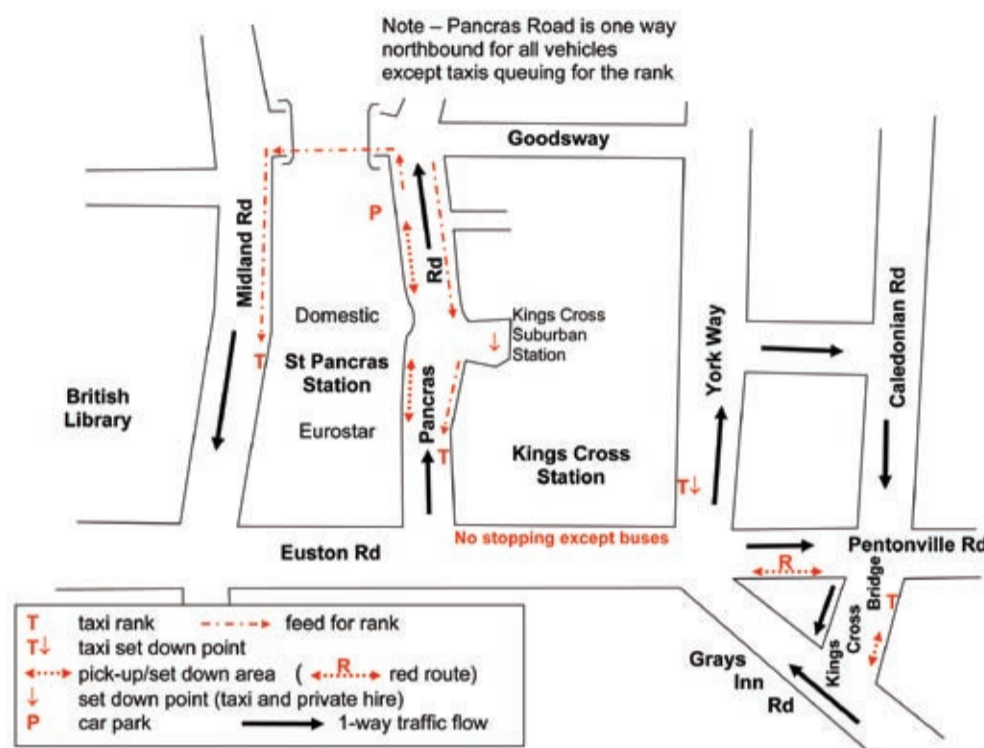 Note – Pancras Road is one way
northbound for all vehicles
except taxis queuing for the rank
Goodsway
Midland Rd
P
Rd
Pancras
Domestic
St Pancras
Station
Eurostar
T
T
Kings Cross
Suburban
Station
↓
York Way
Caledonian Rd
British
Library
Kings Cross
Station
T↓
No stopping except buses
Euston Rd
Pentonville Rd
R
Kings Cross Bridge
T
Grays
Inn
Rd
T taxi rank feed for rank
T↓ taxi set down point
pick-up/set down area ( R red route)
↓ set down point (taxi and private hire)
P car park 1-way traffic flow